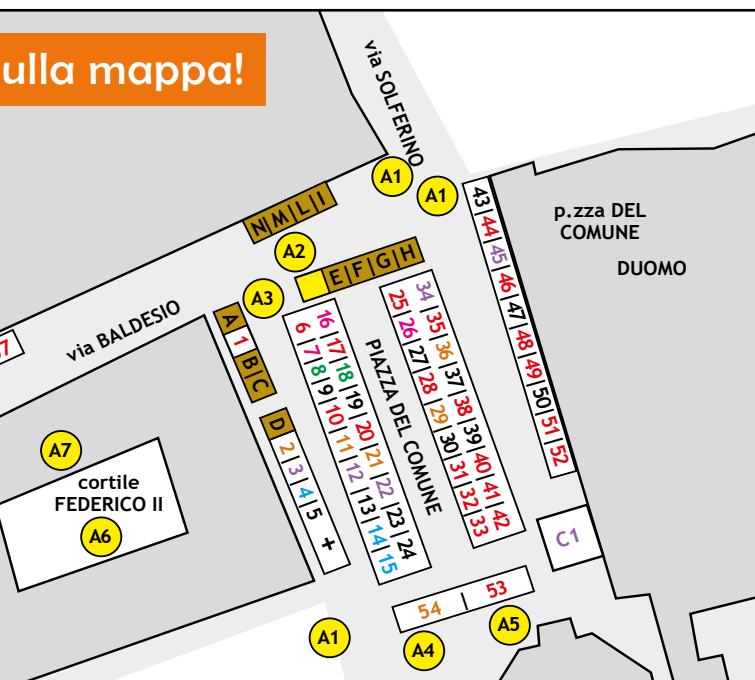 ulla mappa!
via SOLFERINO
A1
A1
N|M|L|I
A2
E|F|G|H
A3
via BALDESIO
A
1
B|C
D
2|3|4|5
+
16|17|18|19|20|21|22|23|24
6|7|8|9|10|11|12|13|14|15
PIAZZA DEL COMUNE
34|35|36|37|38|39|40|41|42
25|26|27|28|29|30|31|32|33
43|44|45|46|47|48|49|50|51|52
p.zza DEL
COMUNE
DUOMO
A7
cortile
FEDERICO II
A6
C1
54 | 53
A1
A4
A5